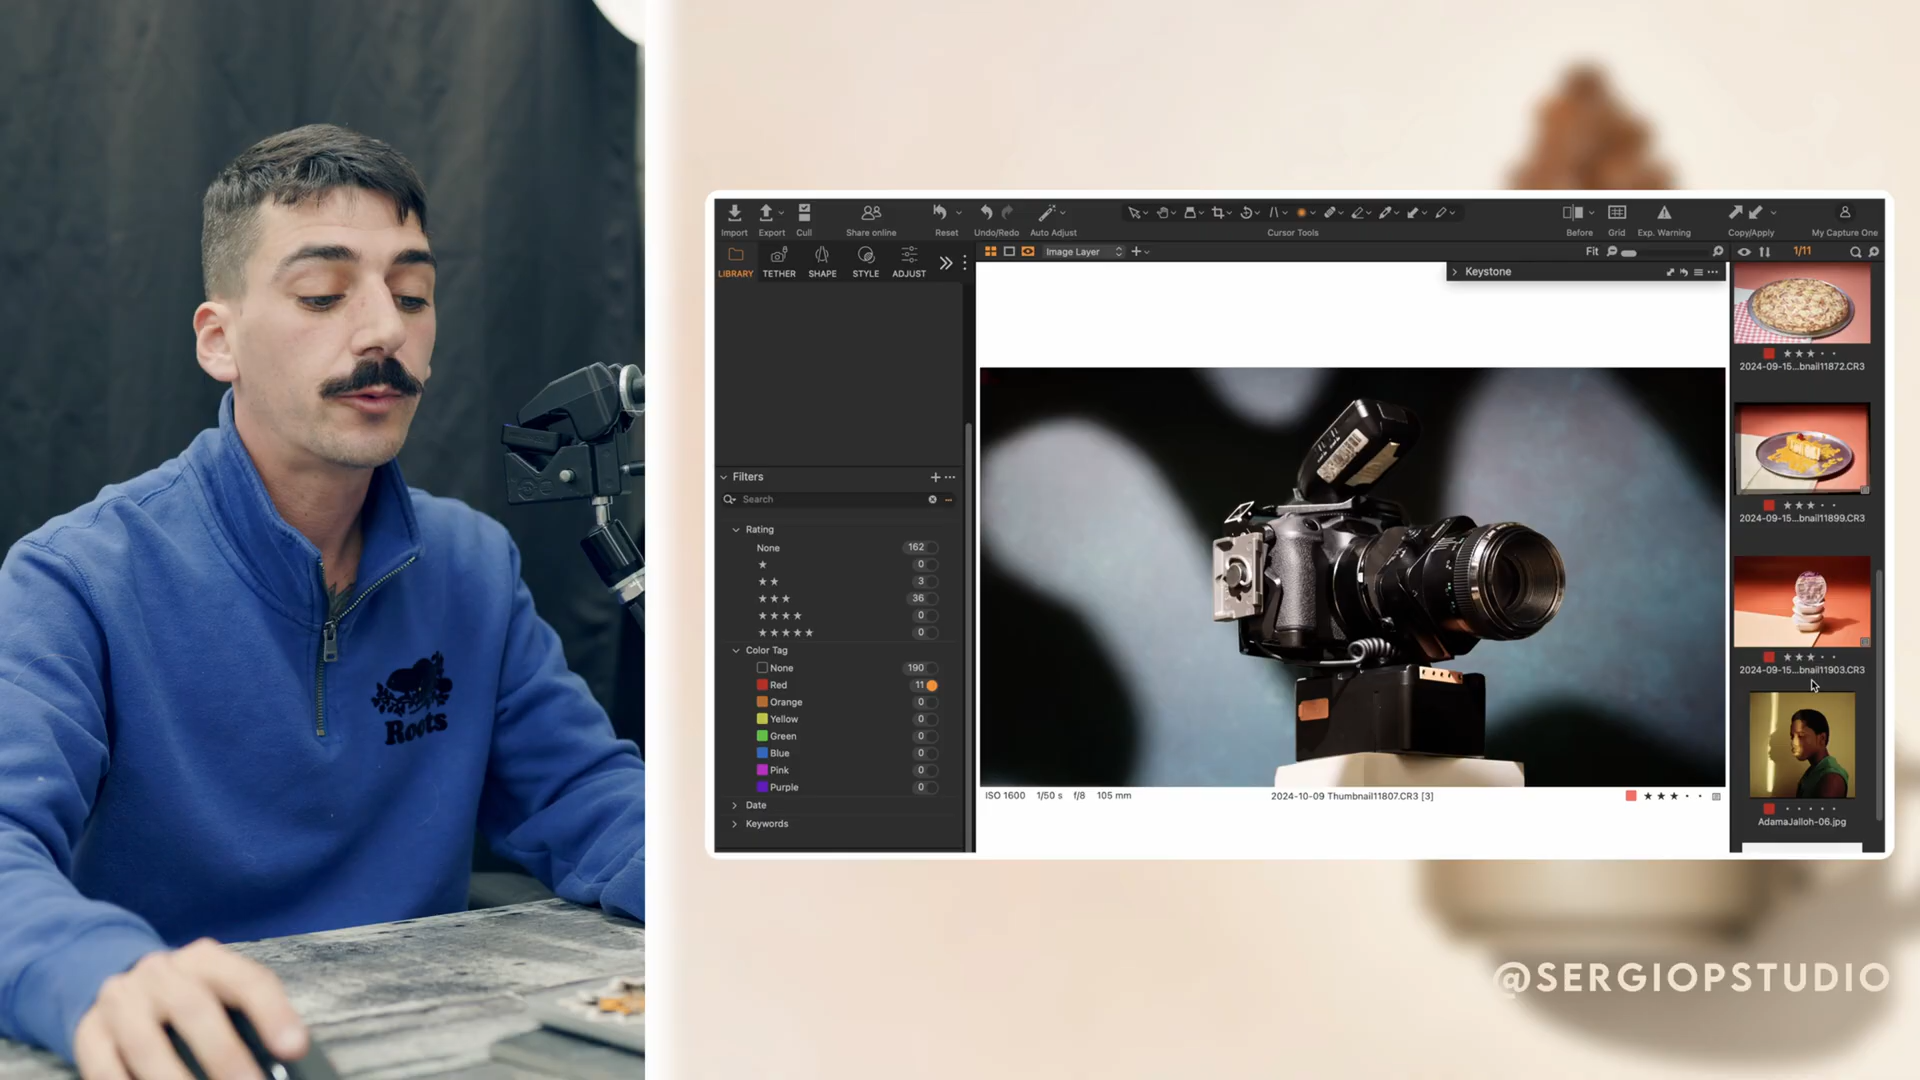 Roots
Import
Export
Cull
Share online
Reset
Undo/Redo
Auto Adjust
Cursor Tools
Before
Grid
Exp. Warning
Copy/Apply
My Capture One
LIBRARY
TETHER
SHAPE
STYLE
ADJUST
Image Layer
Fit
1/11
Keystone
Filters
Search
Rating
None 162
0
3
36
0
0
Color Tag
None 190
Red 11
Orange 0
Yellow 0
Green 0
Blue 0
Pink 0
Purple 0
Date
Keywords
ISO 1600 1/50 s f/8 105 mm
2024-10-09 Thumbnail11807.CR3 [3]
2024-09-15...bnail11872.CR3
2024-09-15...bnail11899.CR3
2024-09-15...bnail11903.CR3
AdamaJalloh-06.jpg
@SERGIOPSTUDIO